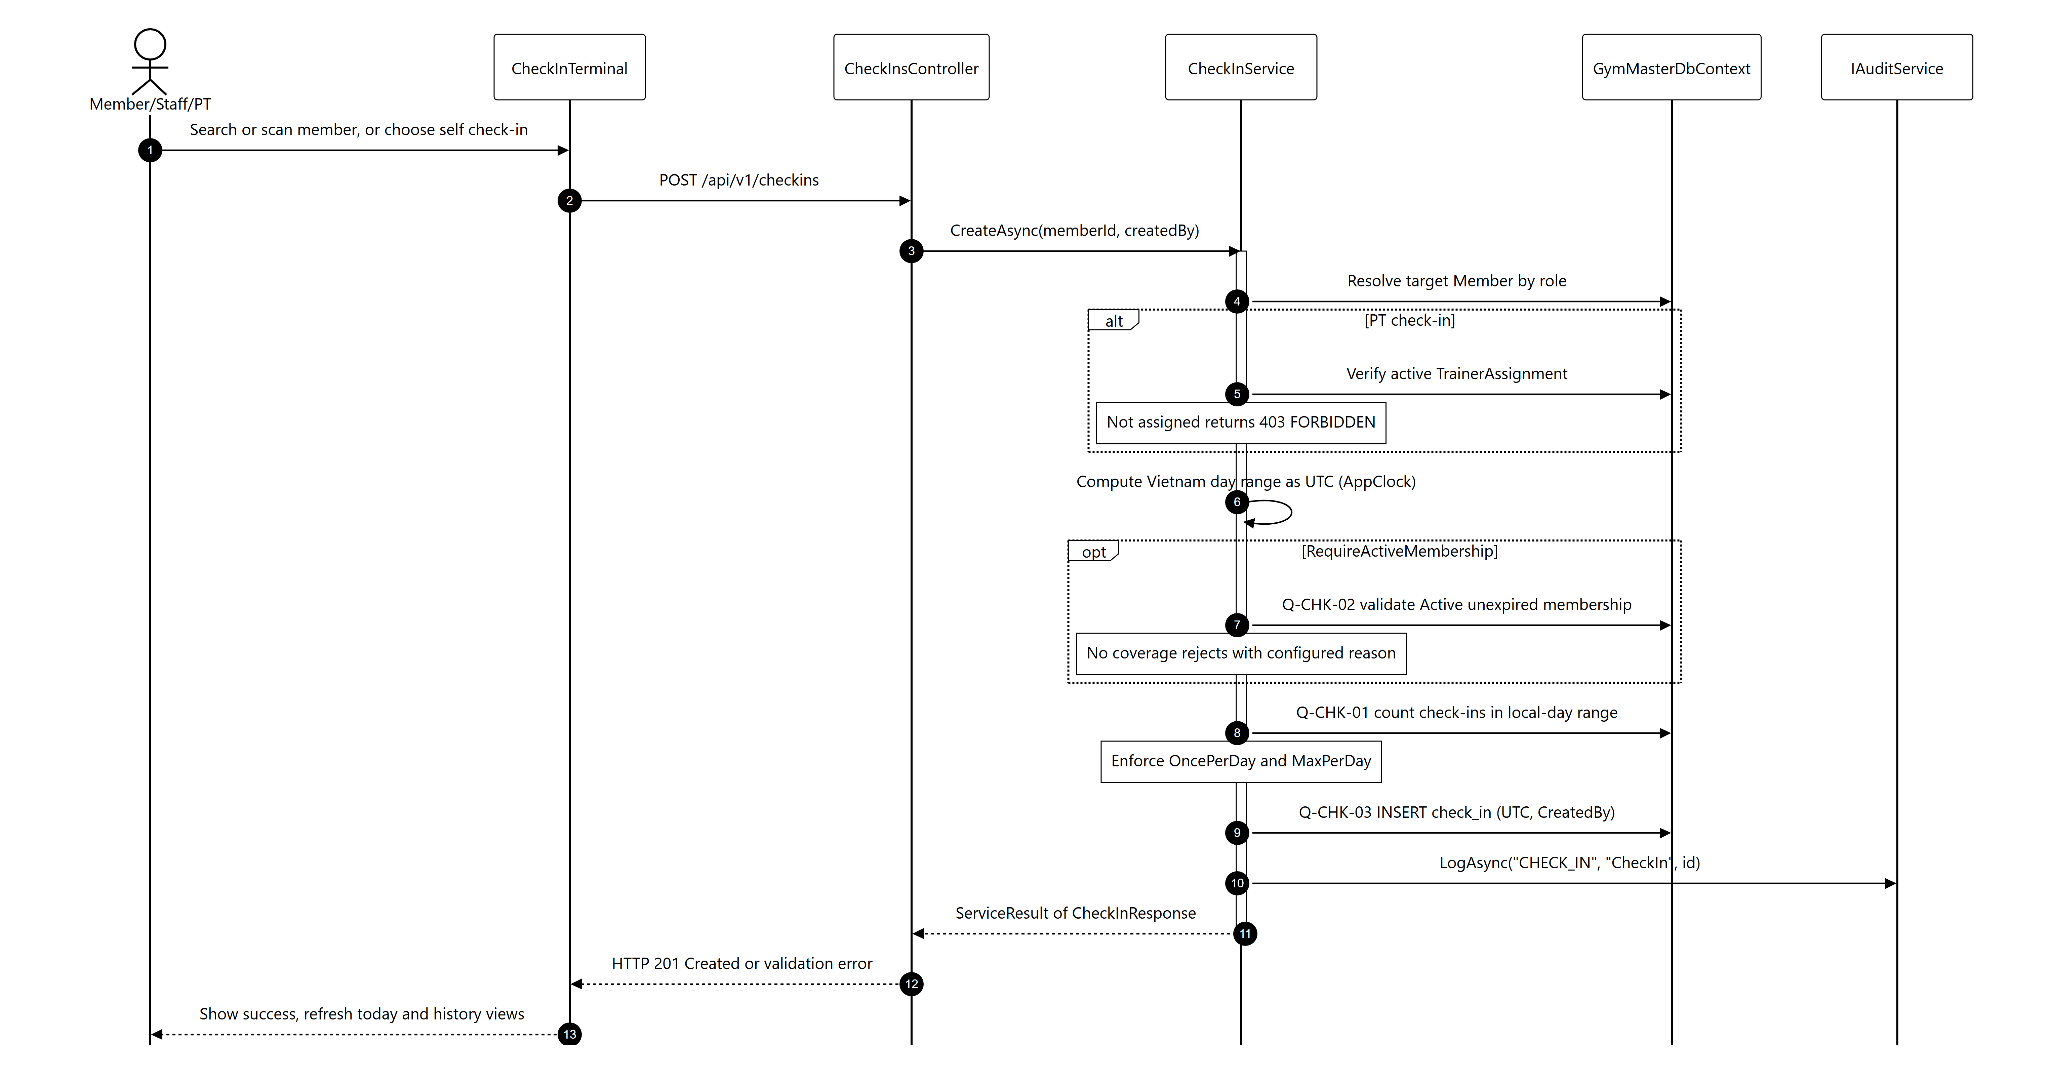 Member/Staff/PT
CheckInTerminal
CheckInsController
CheckInService
GymMasterDbContext
IAuditService
Search or scan member, or choose self check-in
1
POST /api/v1/checkins
2
CreateAsync(memberId, createdBy)
3
Resolve target Member by role
4
alt
[PT check-in]
Verify active TrainerAssignment
5
Not assigned returns 403 FORBIDDEN
Compute Vietnam day range as UTC (AppClock)
6
opt
[RequireActiveMembership]
Q-CHK-02 validate Active unexpired membership
7
No coverage rejects with configured reason
Q-CHK-01 count check-ins in local-day range
8
Enforce OncePerDay and MaxPerDay
Q-CHK-03 INSERT check_in (UTC, CreatedBy)
9
LogAsync("CHECK_IN", "CheckIn", id)
10
ServiceResult of CheckInResponse
11
HTTP 201 Created or validation error
12
Show success, refresh today and history views
13